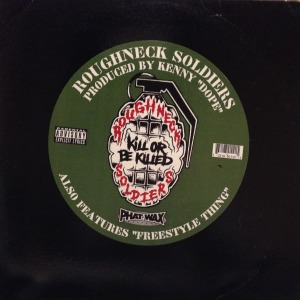 ROUGHNECK SOLDIERS
PRODUCED BY KENNY "DOPE"
ROUGHNECK
KILL OR
BE KILLED
SOLDIERS
PARENTAL
ADVISORY
EXPLICIT LYRICS
PHAT WAX
ALSO FEATURES "FREESTYLE THING"